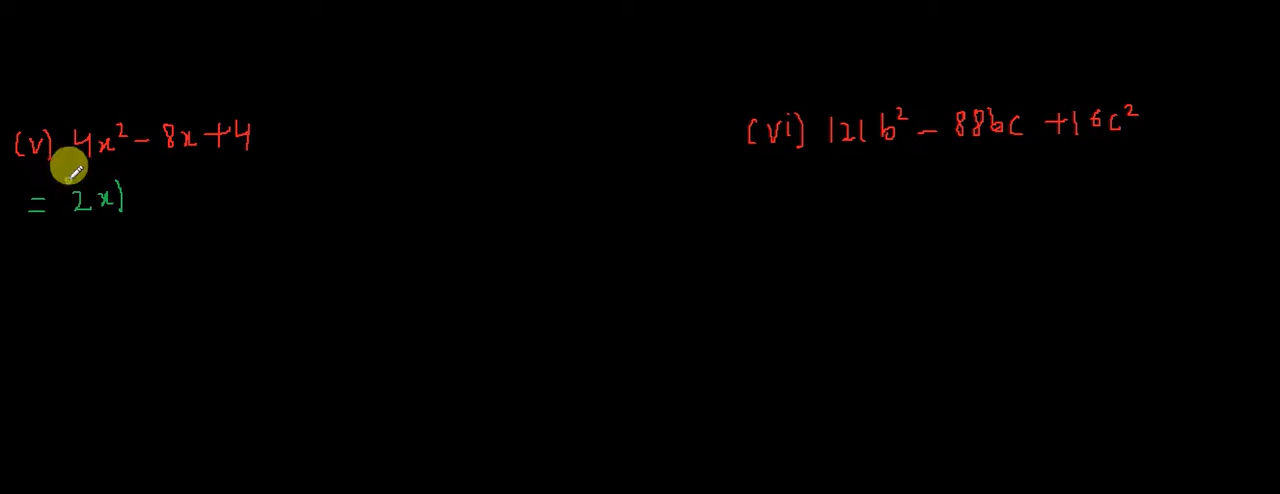 (v) 4x² - 8x + 4
= 2x)
(vi) 121b² - 88bc + 16c²